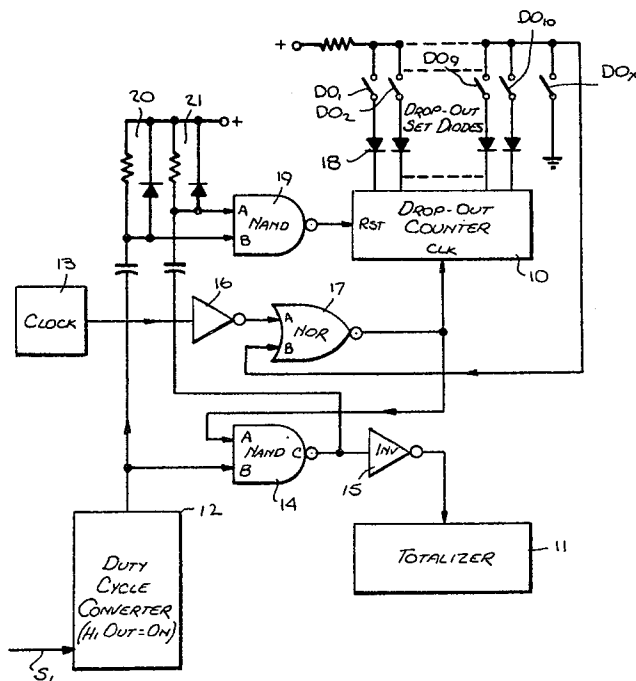 +
DO₁
DO₂
DO₉
DO₁₀
DOₓ
DROP-OUT
SET DIODES
18
20
21
+
19
A
NAND
B
RST
DROP-OUT
COUNTER
CLK
10
13
CLOCK
16
17
A
NOR
B
A
NAND C
B
14
INV
15
12
DUTY
CYCLE
CONVERTER
(HI OUT=ON)
S₁
TOTALIZER
11